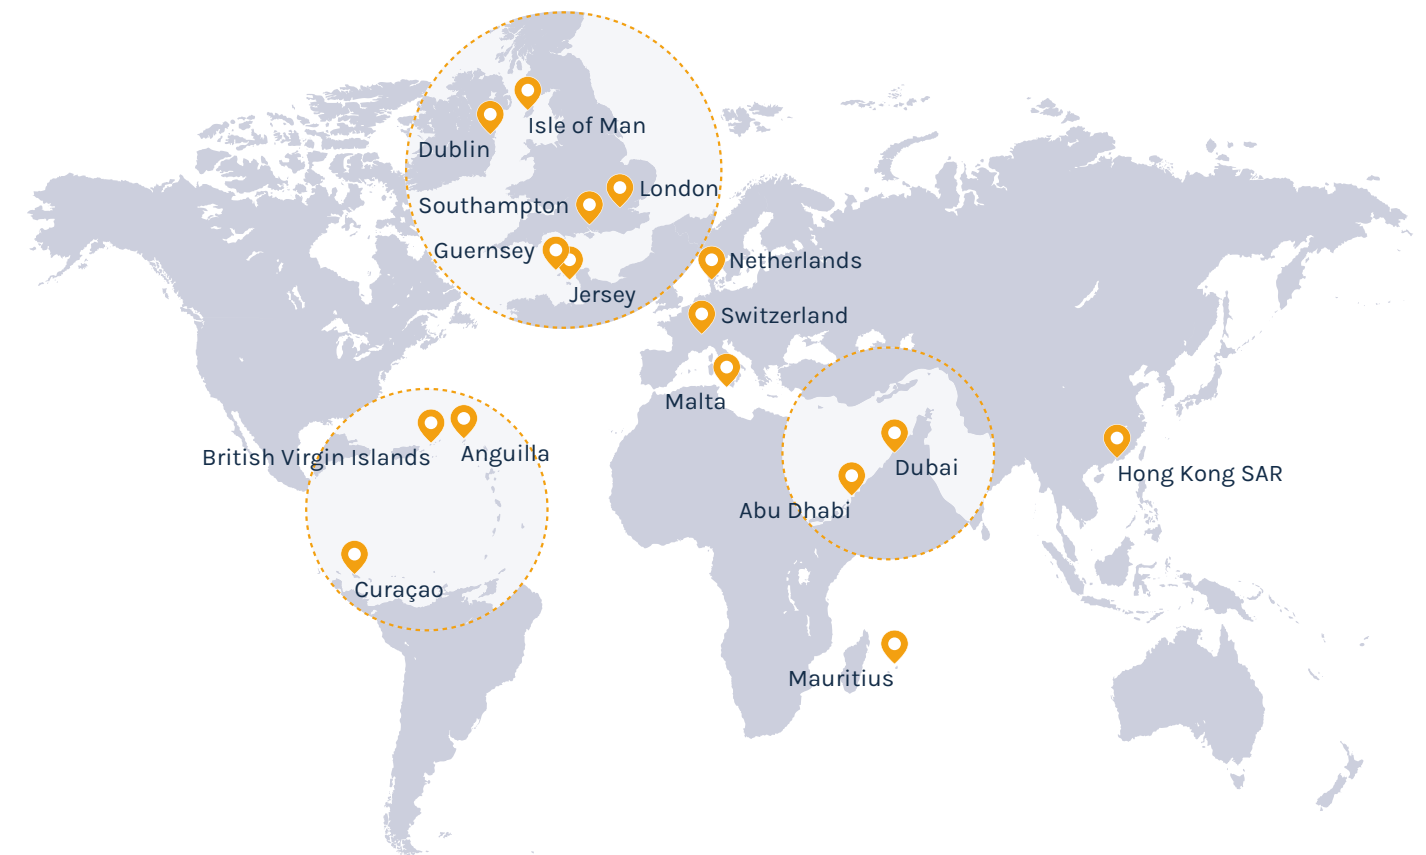 Isle of Man
Dublin
London
Southampton
Guernsey
Jersey
Netherlands
Switzerland
Malta
British Virgin Islands
Anguilla
Curaçao
Dubai
Abu Dhabi
Hong Kong SAR
Mauritius